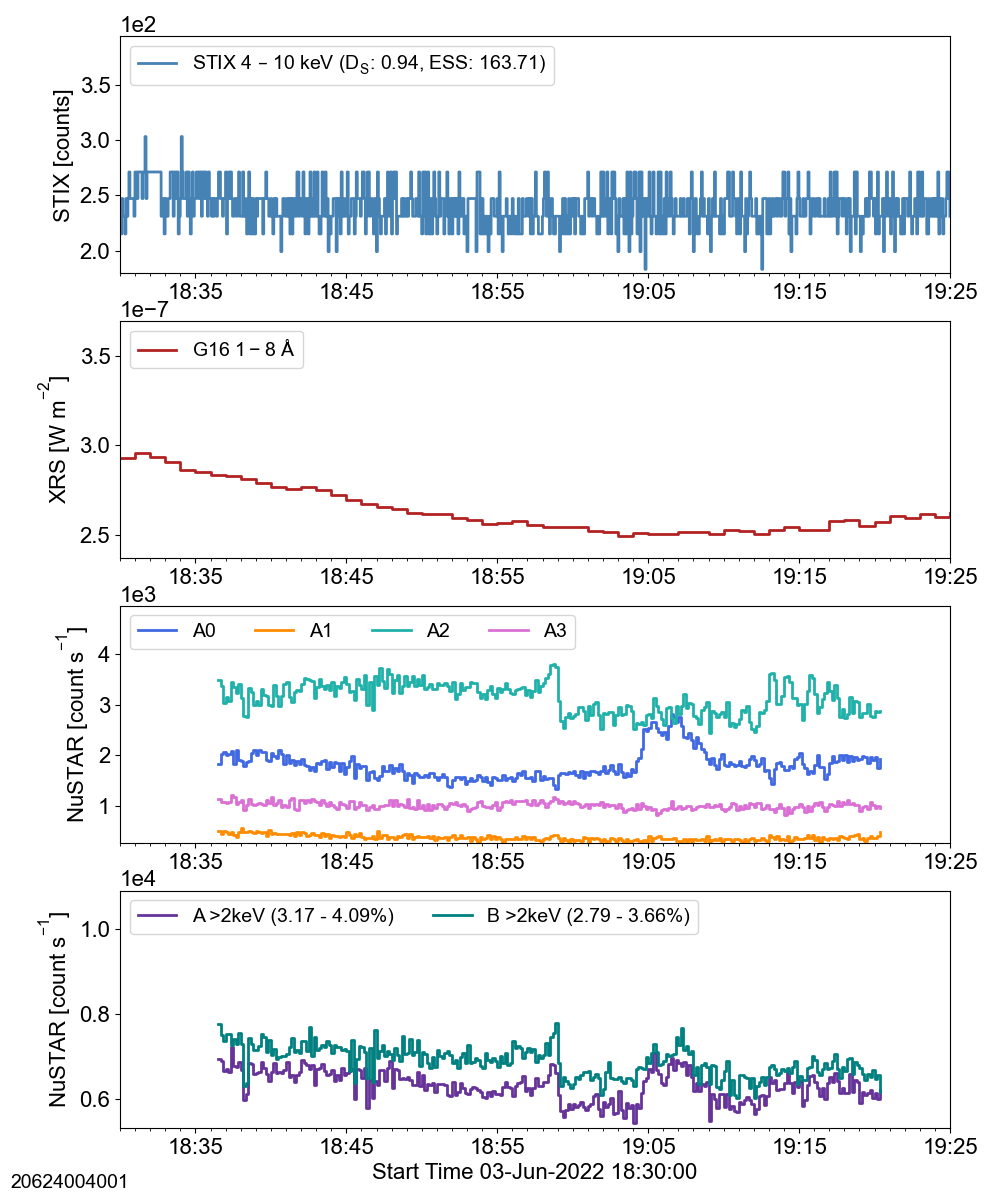 1e2
STIX 4 – 10 keV (D_S: 0.94, ESS: 163.71)
STIX [counts]
3.5
3.0
2.5
2.0
18:35 18:45 18:55 19:05 19:15 19:25
1e−7
G16 1 – 8 Å
XRS [W m⁻²]
3.5
3.0
2.5
18:35 18:45 18:55 19:05 19:15 19:25
1e3
A0 A1 A2 A3
NuSTAR [count s⁻¹]
4
3
2
1
18:35 18:45 18:55 19:05 19:15 19:25
1e4
A >2keV (3.17 - 4.09%) B >2keV (2.79 - 3.66%)
NuSTAR [count s⁻¹]
1.0
0.8
0.6
18:35 18:45 18:55 19:05 19:15 19:25
Start Time 03-Jun-2022 18:30:00
20624004001